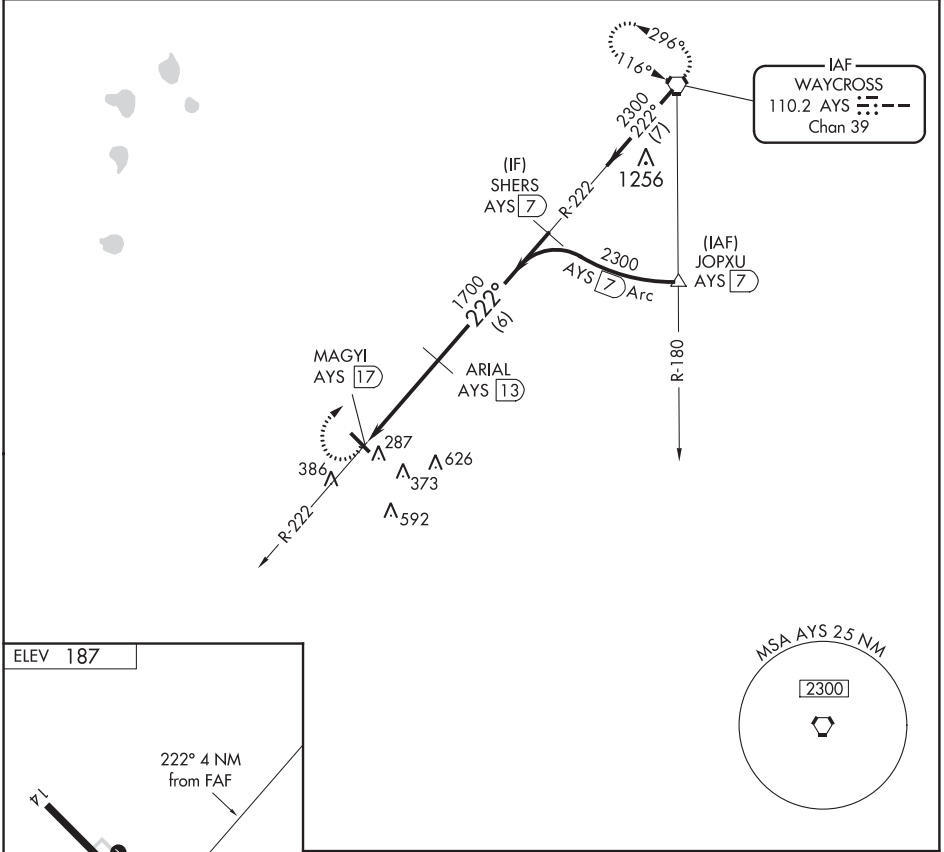 296°
116°
IAF
WAYCROSS
110.2 AYS
Chan 39
2300
222°
(7)
1256
(IF)
SHERS
AYS 7
R-222
2300
AYS 7 Arc
(IAF)
JOPXU
AYS 7
1700
222°
(6)
R-180
MAGYI
AYS 17
ARIAL
AYS 13
287
626
386
373
592
R-222
ELEV 187
222° 4 NM
from FAF
14
MSA AYS 25 NM
2300